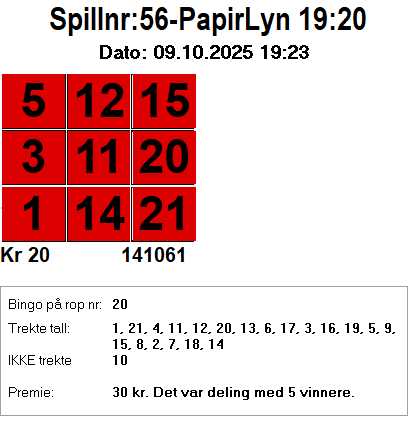 Spillnr:56-PapirLyn 19:20
Dato: 09.10.2025 19:23
5 12 15
3 11 20
1 14 21
Kr 20 141061
Bingo på rop nr: 20
Trekte tall: 1, 21, 4, 11, 12, 20, 13, 6, 17, 3, 16, 19, 5, 9,
15, 8, 2, 7, 18, 14
IKKE trekte 10
Premie: 30 kr. Det var deling med 5 vinnere.